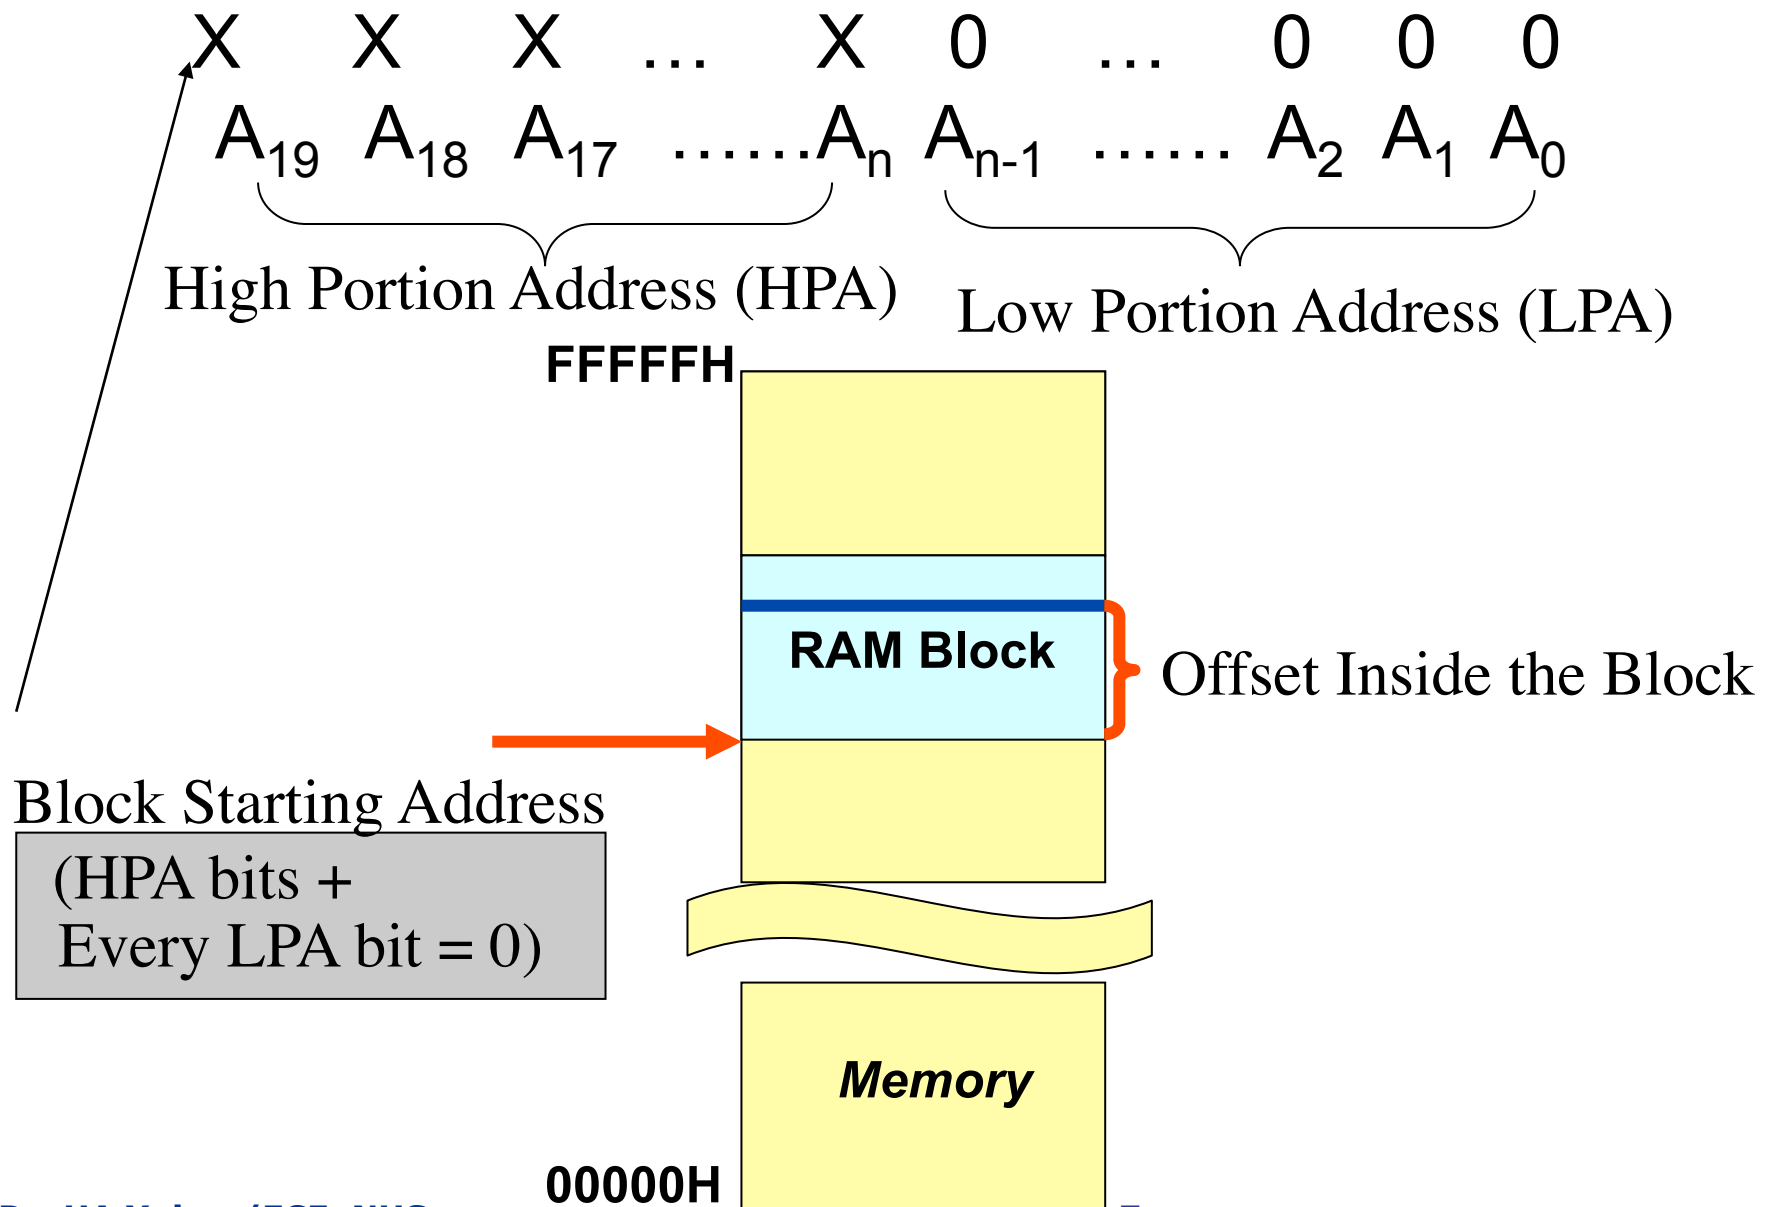 X X X ... X 0 ... 0 0 0
A19 A18 A17 ......An An-1 ...... A2 A1 A0
High Portion Address (HPA)
Low Portion Address (LPA)
FFFFFH
RAM Block
Offset Inside the Block
Block Starting Address
(HPA bits +
Every LPA bit = 0)
Memory
00000H